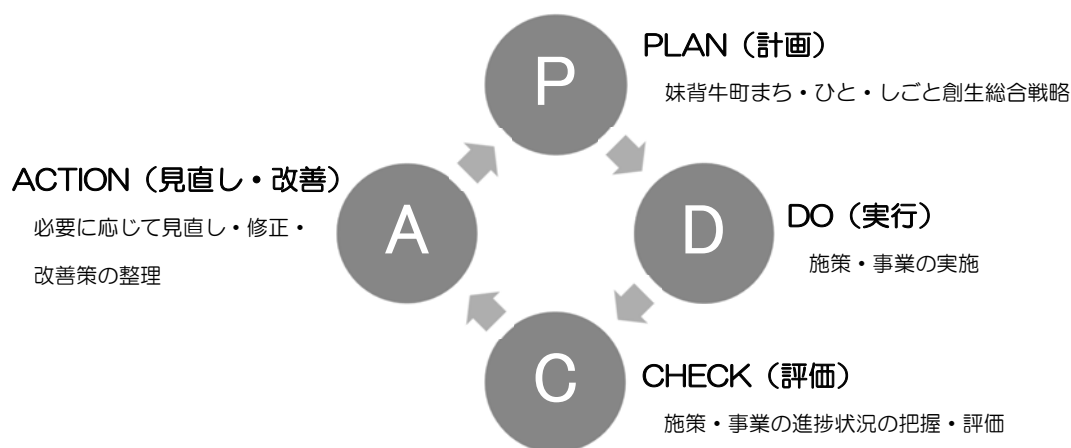 P
PLAN（計画）
妹背牛町まち・ひと・しごと創生総合戦略
D
DO（実行）
施策・事業の実施
C
CHECK（評価）
施策・事業の進捗状況の把握・評価
A
ACTION（見直し・改善）
必要に応じて見直し・修正・
改善策の整理